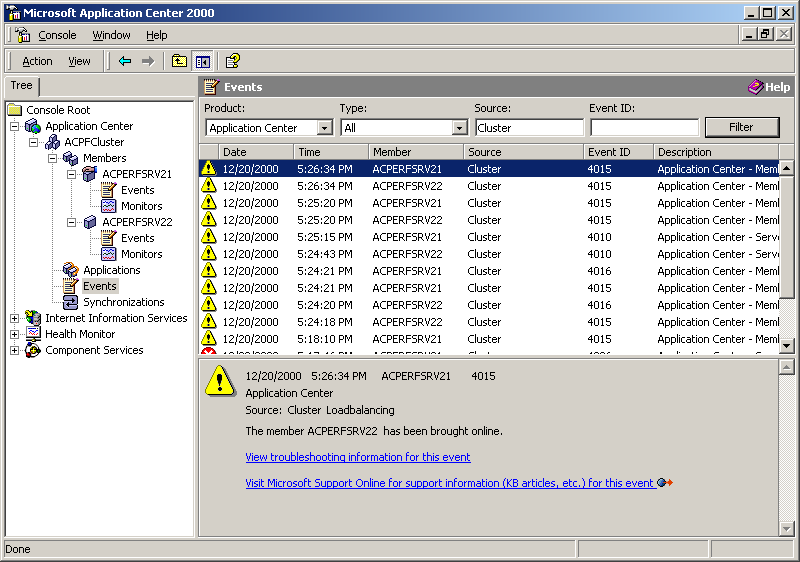 Microsoft Application Center 2000
Console Window Help
Action View
Tree
Console Root
Application Center
ACPFCluster
Members
ACPERFSRV21
Events
Monitors
ACPERFSRV22
Events
Monitors
Applications
Events
Synchronizations
Internet Information Services
Health Monitor
Component Services
Events Help
Product: Type: Source: Event ID:
Application Center All Cluster Filter
Date Time Member Source Event ID Description
12/20/2000 5:26:34 PM ACPERFSRV21 Cluster 4015 Application Center - Meml
12/20/2000 5:26:34 PM ACPERFSRV22 Cluster 4015 Application Center - Meml
12/20/2000 5:25:20 PM ACPERFSRV21 Cluster 4015 Application Center - Meml
12/20/2000 5:25:20 PM ACPERFSRV22 Cluster 4015 Application Center - Meml
12/20/2000 5:25:15 PM ACPERFSRV21 Cluster 4010 Application Center - Serve
12/20/2000 5:24:43 PM ACPERFSRV22 Cluster 4010 Application Center - Serve
12/20/2000 5:24:21 PM ACPERFSRV21 Cluster 4016 Application Center - Meml
12/20/2000 5:24:21 PM ACPERFSRV21 Cluster 4015 Application Center - Meml
12/20/2000 5:24:20 PM ACPERFSRV22 Cluster 4016 Application Center - Meml
12/20/2000 5:24:18 PM ACPERFSRV22 Cluster 4015 Application Center - Meml
12/20/2000 5:18:10 PM ACPERFSRV21 Cluster 4015 Application Center - Meml
12/20/2000 5:26:34 PM ACPERFSRV21 4015
Application Center
Source: Cluster Loadbalancing
The member ACPERFSRV22 has been brought online.
View troubleshooting information for this event
Visit Microsoft Support Online for support information (KB articles, etc.) for this event
Done